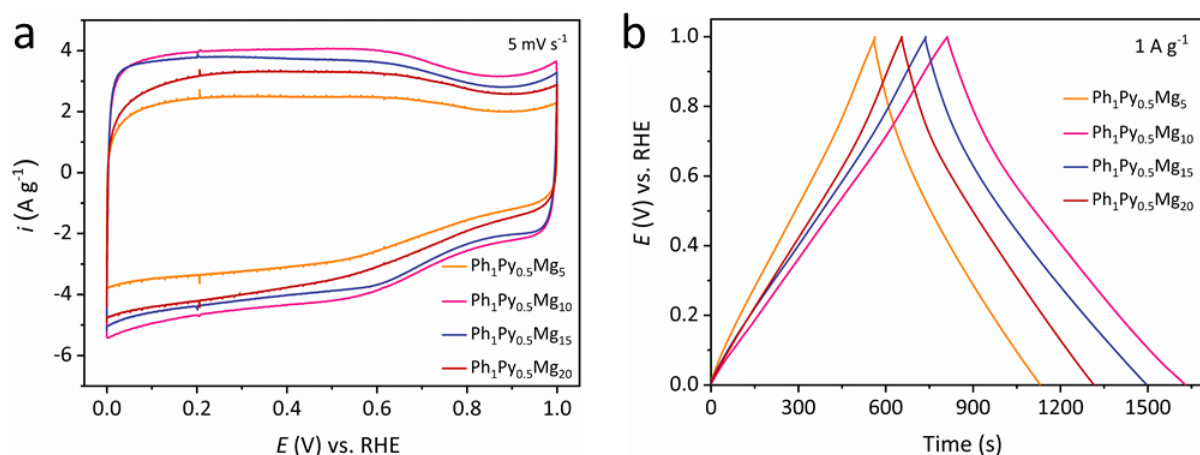 a
5 mV s⁻¹
4
2
0
-2
-4
-6
i (A g⁻¹)
Ph₁Py₀.₅Mg₅
Ph₁Py₀.₅Mg₁₀
Ph₁Py₀.₅Mg₁₅
Ph₁Py₀.₅Mg₂₀
0.0 0.2 0.4 0.6 0.8 1.0
E (V) vs. RHE
b
1 A g⁻¹
1.0
0.8
0.6
0.4
0.2
0.0
E (V) vs. RHE
Ph₁Py₀.₅Mg₅
Ph₁Py₀.₅Mg₁₀
Ph₁Py₀.₅Mg₁₅
Ph₁Py₀.₅Mg₂₀
0 300 600 900 1200 1500
Time (s)